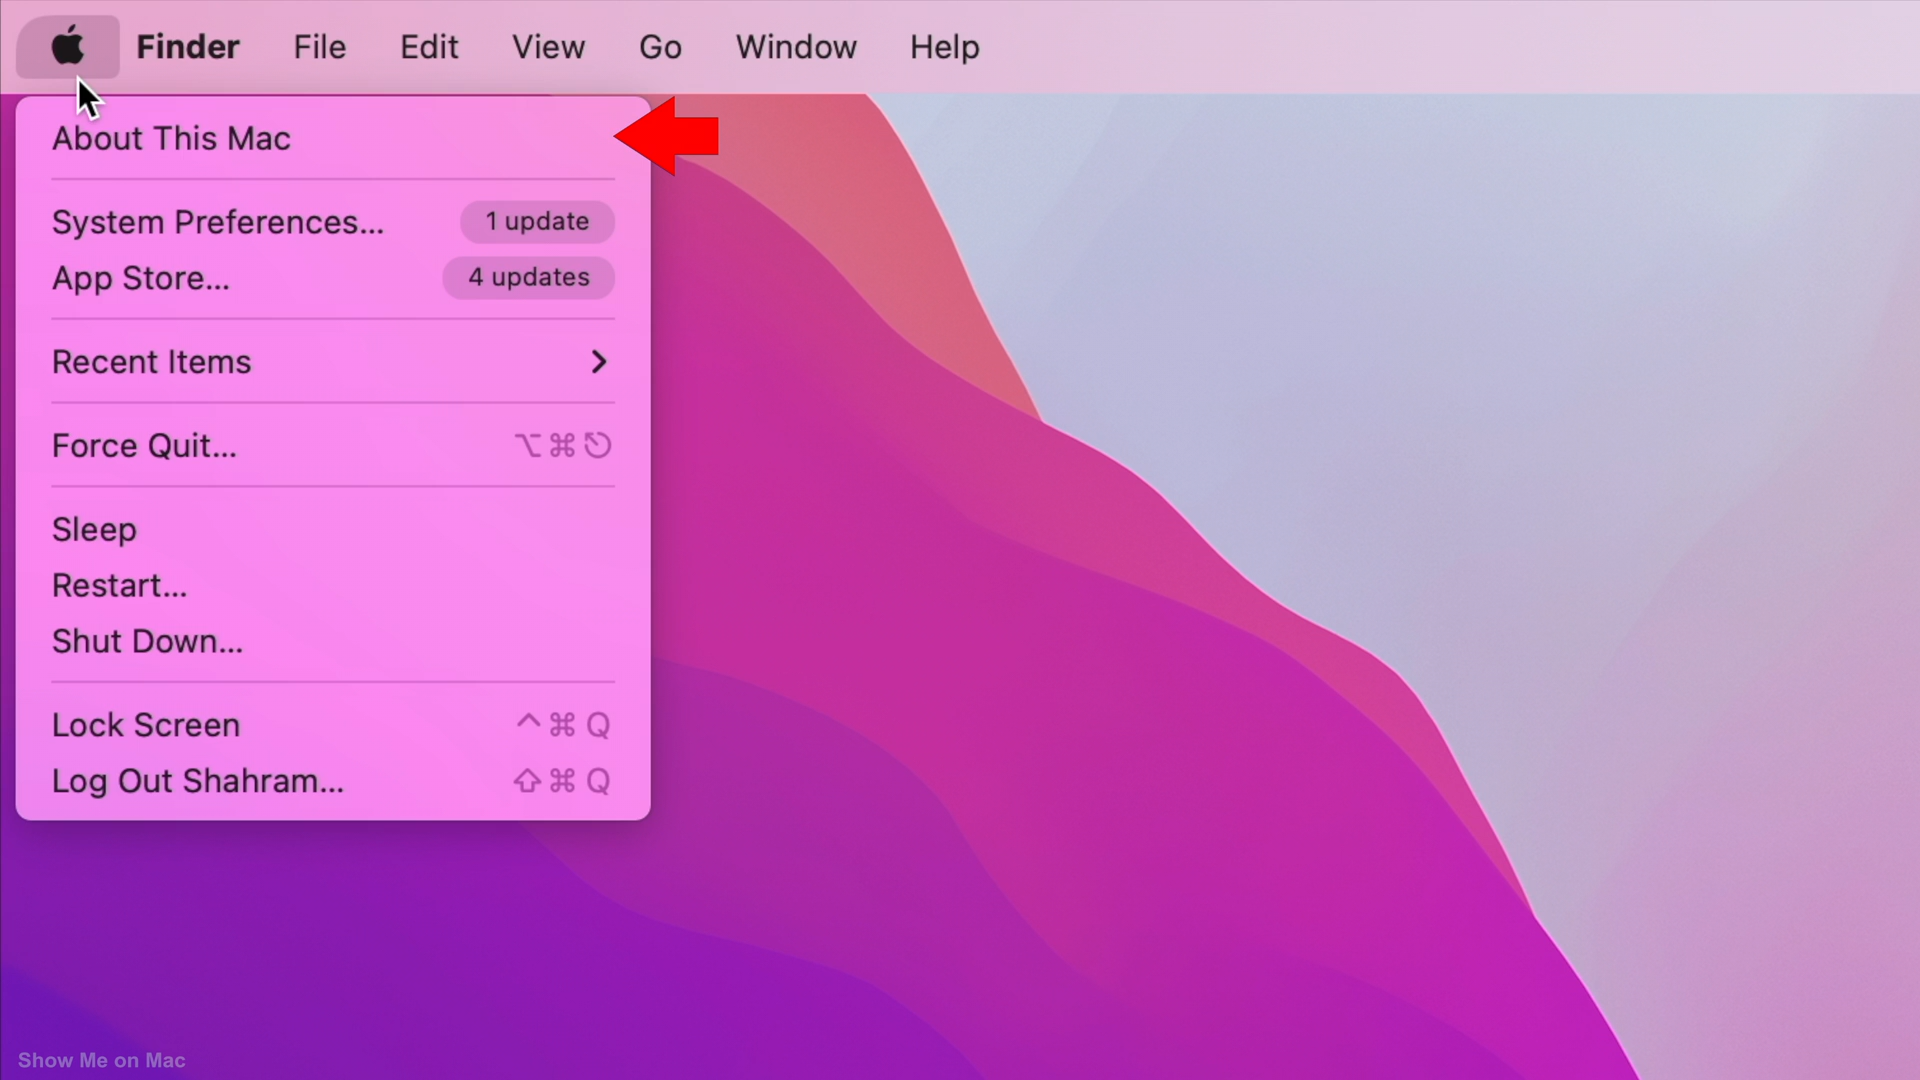 Finder File Edit View Go Window Help
About This Mac
System Preferences... 1 update
App Store... 4 updates
Recent Items
Force Quit... ⌥⌘⎋
Sleep
Restart...
Shut Down...
Lock Screen ^⌘Q
Log Out Shahram... ⇧⌘Q
Show Me on Mac